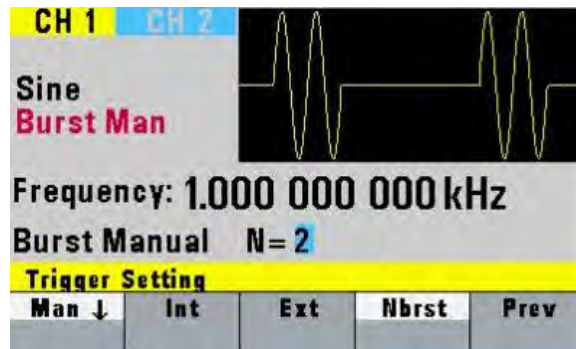 CH 1 CH 2
Sine
Burst Man
Frequency: 1.000 000 000 kHz
Burst Manual N= 2
Trigger Setting
Man ↓ Int Ext Nbrst Prev